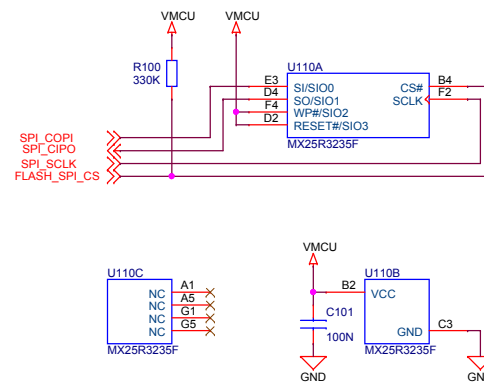 VMCU
VMCU
R100
330K
U110A
E3
D4
F4
D2
SI/SIO0
SO/SIO1
WP#/SIO2
RESET#/SIO3
CS#
SCLK
B4
F2
MX25R3235F
SPI_COPI
SPI_CIPO
SPI_SCLK
FLASH_SPI_CS
VMCU
U110C
NC
NC
NC
NC
A1
A5
G1
G5
MX25R3235F
C101
100N
GND
U110B
B2
VCC
GND
C3
MX25R3235F
GND